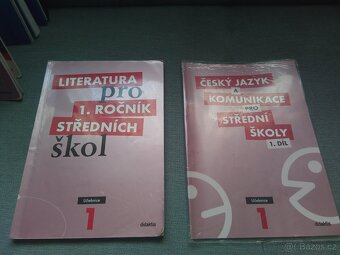 LITERATURA
pro
1. ROČNÍK
STŘEDNÍCH
škol
Učebnice
1
didaktis
ČESKÝ JAZYK
A
KOMUNIKACE
PRO
STŘEDNÍ
ŠKOLY
1. DÍL
Učebnice
1
didaktis
Sbazar.cz